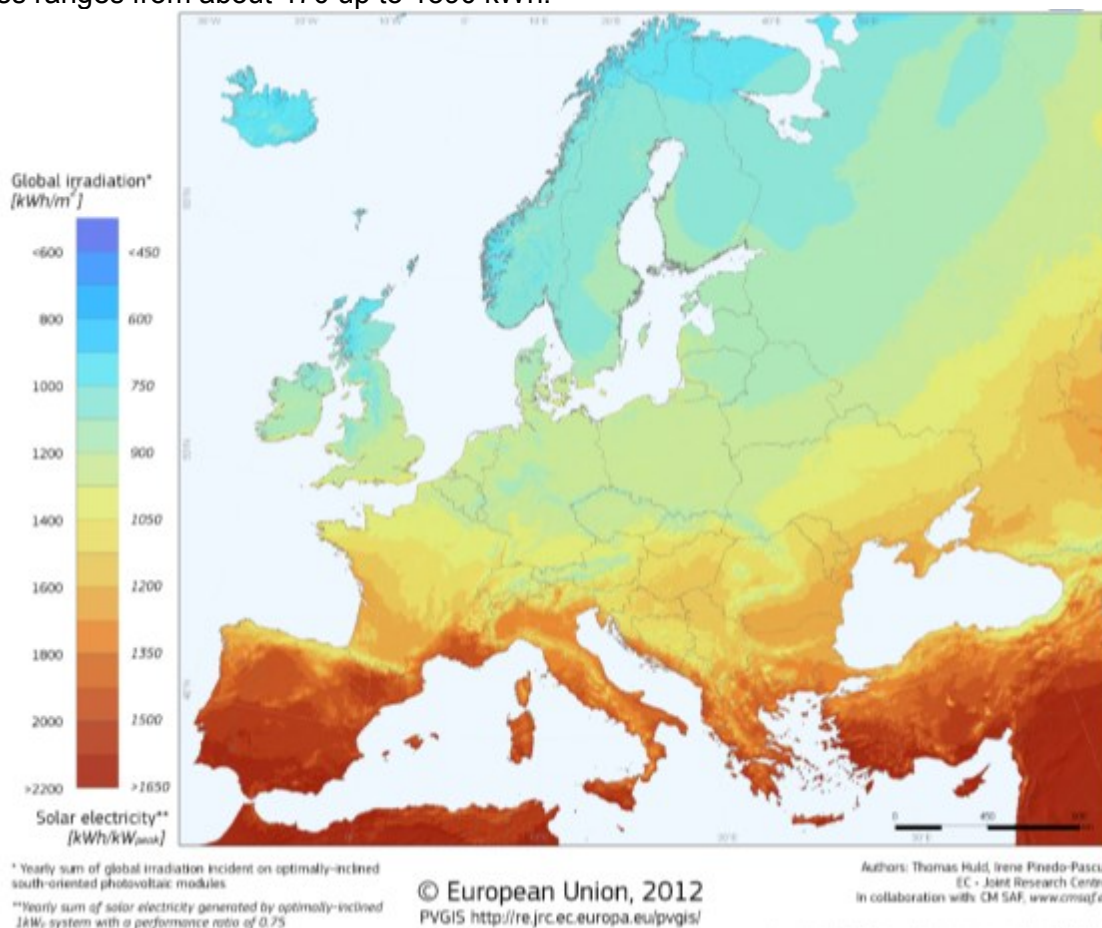 Global irradiation*
[kWh/m²]
<600 <450
800 600
1000 750
1200 900
1400 1050
1600 1200
1800 1350
2000 1500
>2200 >1650
Solar electricity**
[kWh/kWpeak]
* Yearly sum of global irradiation incident on optimally-inclined
south-oriented photovoltaic modules
**Yearly sum of solar electricity generated by optimally-inclined
1kWp system with a performance ratio of 0.75
© European Union, 2012
PVGIS http://re.jrc.ec.europa.eu/pvgis/
Authors: Thomas Huld, Irene Pinedo-Pascu
EC - Joint Research Centr
In collaboration with: CM SAF, www.cmsaf.e